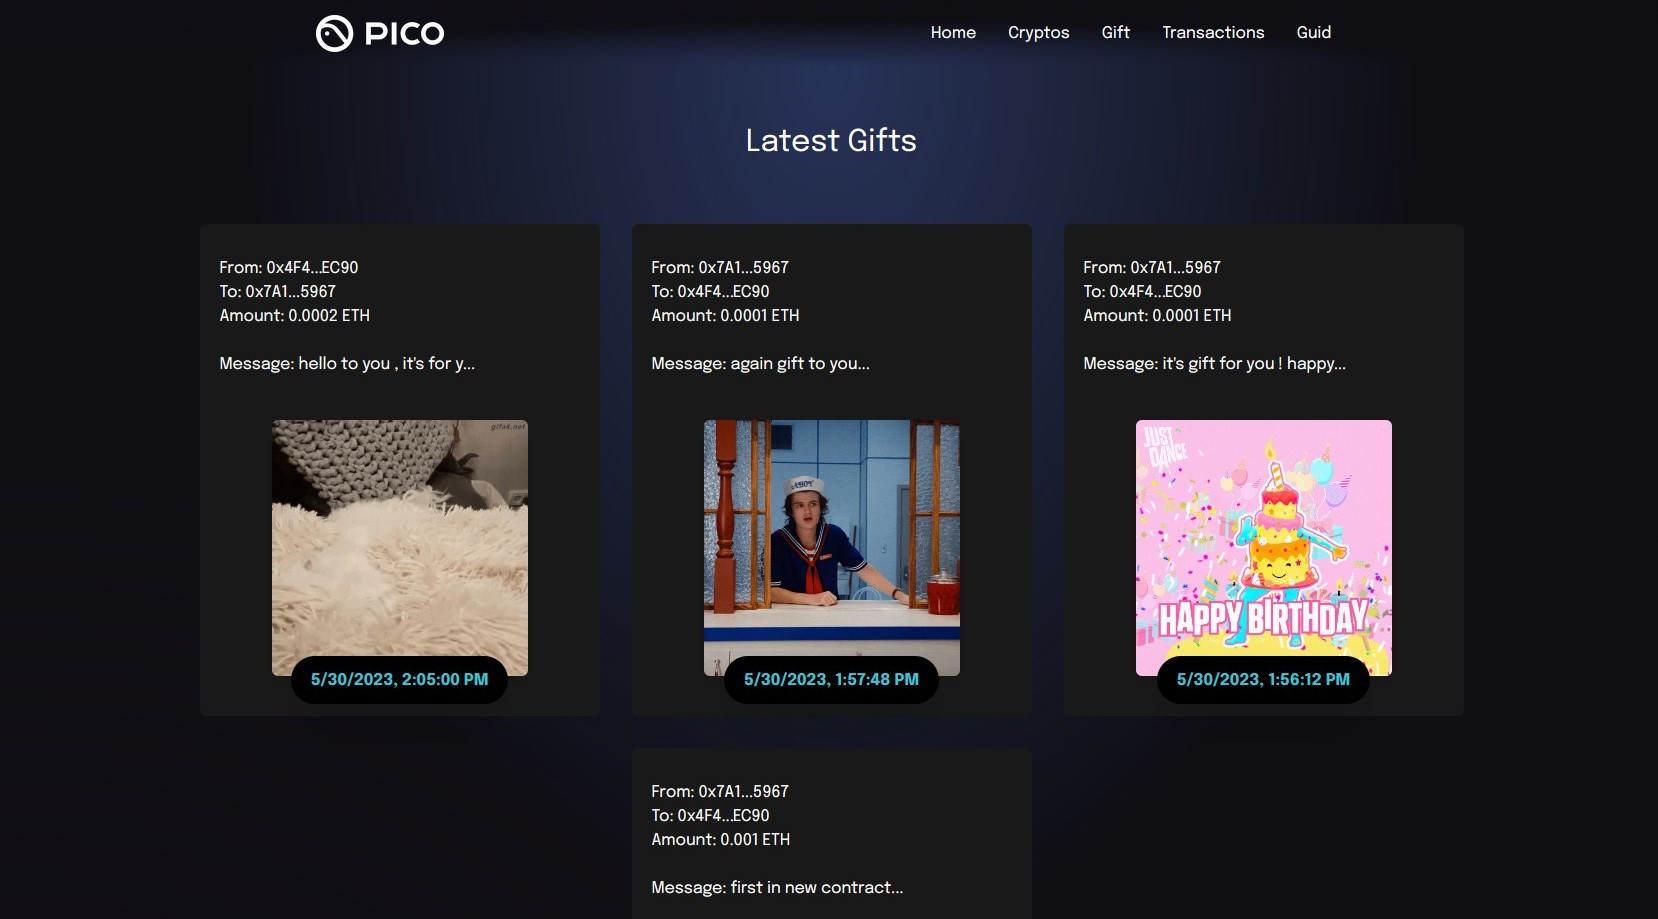 PICO
Home Cryptos Gift Transactions Guid
Latest Gifts
From: 0x4F4...EC90
To: 0x7A1...5967
Amount: 0.0002 ETH
Message: hello to you , it's for y...
gifak.net
5/30/2023, 2:05:00 PM
From: 0x7A1...5967
To: 0x4F4...EC90
Amount: 0.0001 ETH
Message: again gift to you...
AHOY
5/30/2023, 1:57:48 PM
From: 0x7A1...5967
To: 0x4F4...EC90
Amount: 0.0001 ETH
Message: it's gift for you ! happy...
JUST
DANCE
HAPPY BIRTHDAY
5/30/2023, 1:56:12 PM
From: 0x7A1...5967
To: 0x4F4...EC90
Amount: 0.001 ETH
Message: first in new contract...